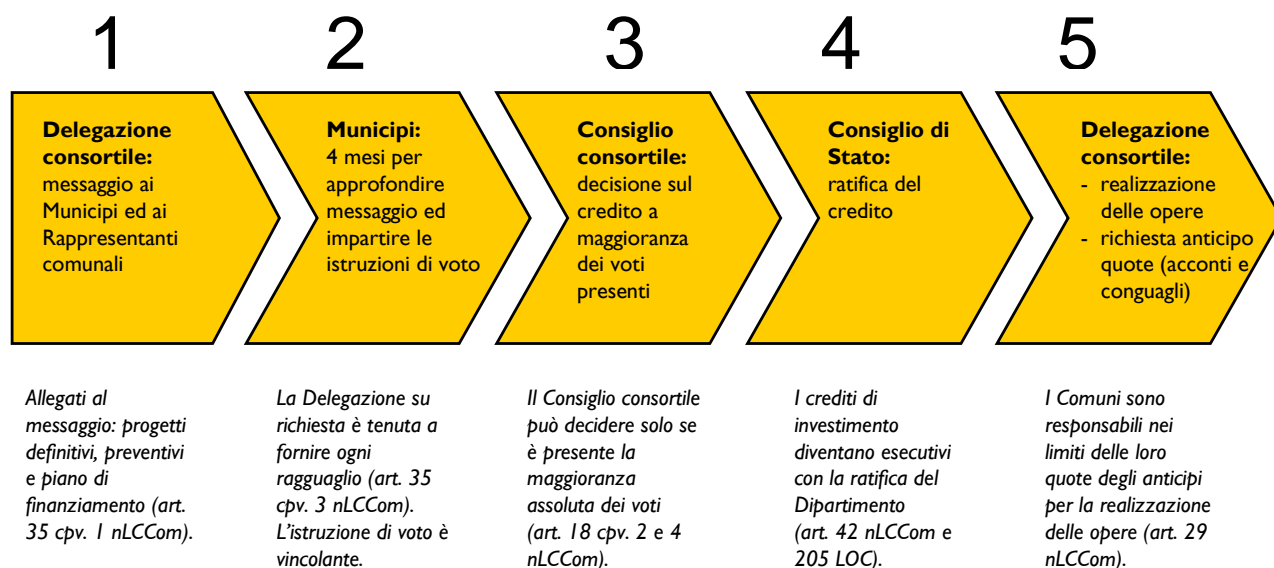 1
2
3
4
5
Delegazione
consortile:
messaggio ai
Municipi ed ai
Rappresentanti
comunali
Municipi:
4 mesi per
approfondire
messaggio ed
impartire le
istruzioni di voto
Consiglio
consortile:
decisione sul
credito a
maggioranza
dei voti
presenti
Consiglio di
Stato:
ratifica del
credito
Delegazione
consortile:
- realizzazione
delle opere
- richiesta anticipo
quote (acconti e
conguagli)
Allegati al
messaggio: progetti
definitivi, preventivi
e piano di
finanziamento (art.
35 cpv. 1 nLCCom).
La Delegazione su
richiesta è tenuta a
fornire ogni
ragguaglio (art. 35
cpv. 3 nLCCom).
L'istruzione di voto è
vincolante.
Il Consiglio consortile
può decidere solo se
è presente la
maggioranza
assoluta dei voti
(art. 18 cpv. 2 e 4
nLCCom).
I crediti di
investimento
diventano esecutivi
con la ratifica del
Dipartimento
(art. 42 nLCCom e
205 LOC).
I Comuni sono
responsabili nei
limiti delle loro
quote degli anticipi
per la realizzazione
delle opere (art. 29
nLCCom).